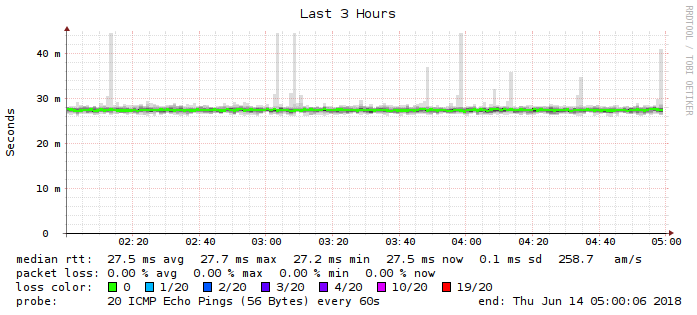 Last 3 Hours
RRDTOOL / TOBI OETIKER
Seconds
40 m
30 m
20 m
10 m
0
02:20 02:40 03:00 03:20 03:40 04:00 04:20 04:40 05:00
median rtt: 27.5 ms avg 27.7 ms max 27.2 ms min 27.5 ms now 0.1 ms sd 258.7 am/s
packet loss: 0.00 % avg 0.00 % max 0.00 % min 0.00 % now
loss color: 0 1/20 2/20 3/20 4/20 10/20 19/20
probe: 20 ICMP Echo Pings (56 Bytes) every 60s end: Thu Jun 14 05:00:06 2018